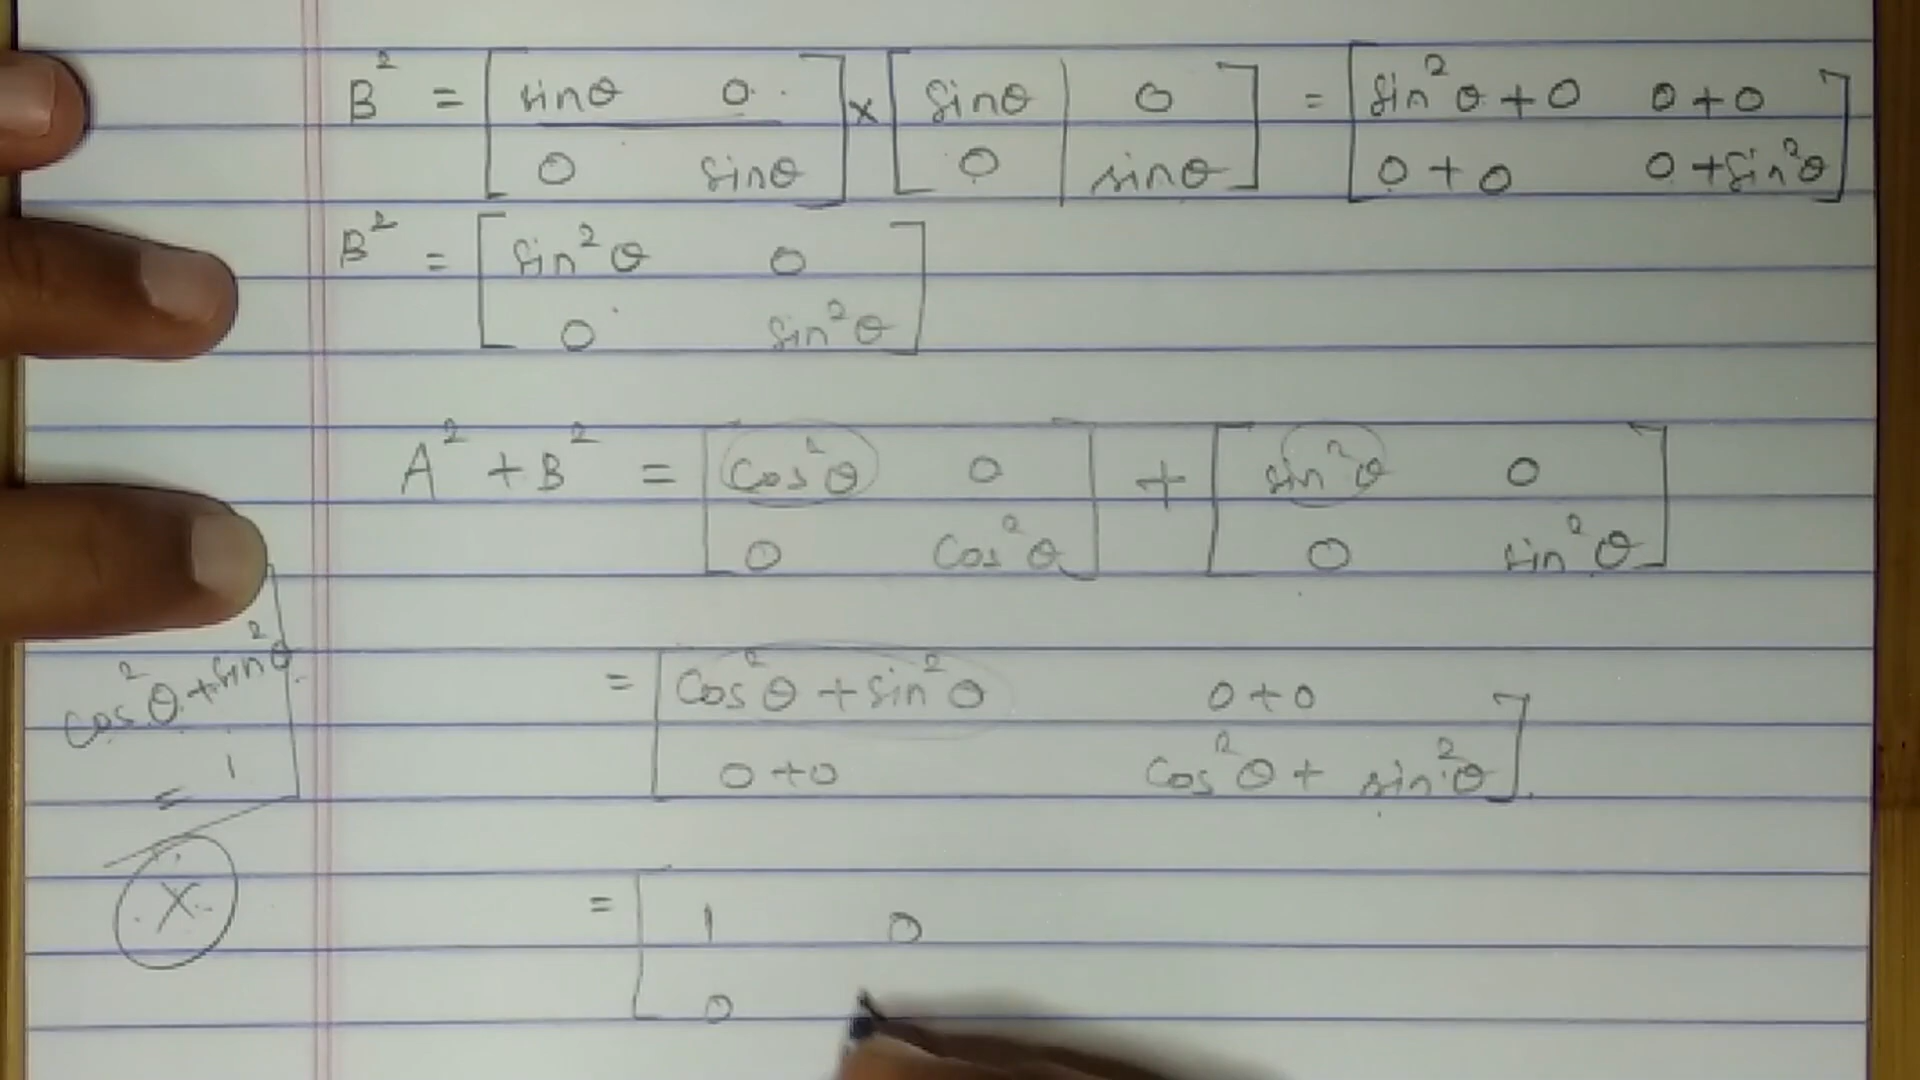 B² = [sinθ 0 × [sinθ 0 = [sin²θ+0 0+0
0 sinθ] 0 sinθ] 0+0 0+sin²θ]
B² = [sin²θ 0
0 sin²θ]
A² + B² = [cos²θ 0 + [sin²θ 0
0 cos²θ] 0 sin²θ]
= [cos²θ+sin²θ 0+0
0+0 cos²θ+ sin²θ]
cos²θ+sin²θ
= 1
X
= [1 0
0